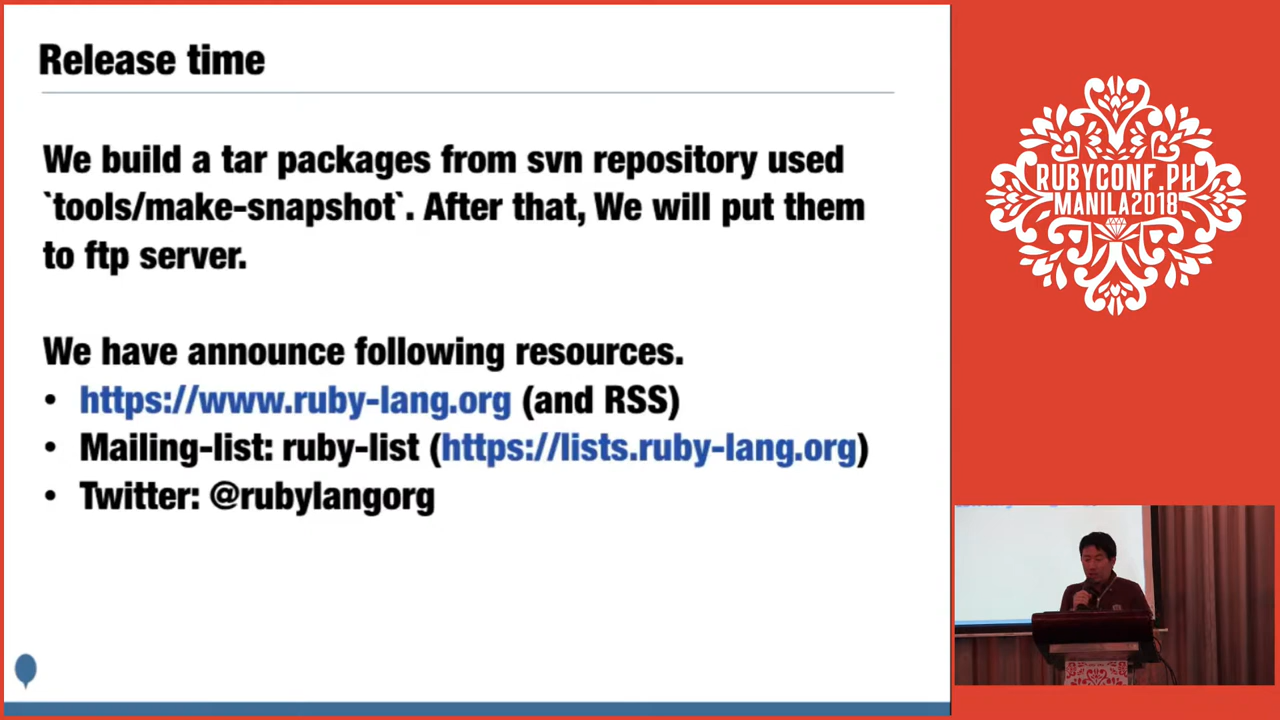 Release time
We build a tar packages from svn repository used
`tools/make-snapshot`. After that, We will put them
to ftp server.
We have announce following resources.
• https://www.ruby-lang.org (and RSS)
• Mailing-list: ruby-list (https://lists.ruby-lang.org)
• Twitter: @rubylangorg
RUBYCONF.PH
MANILA2018